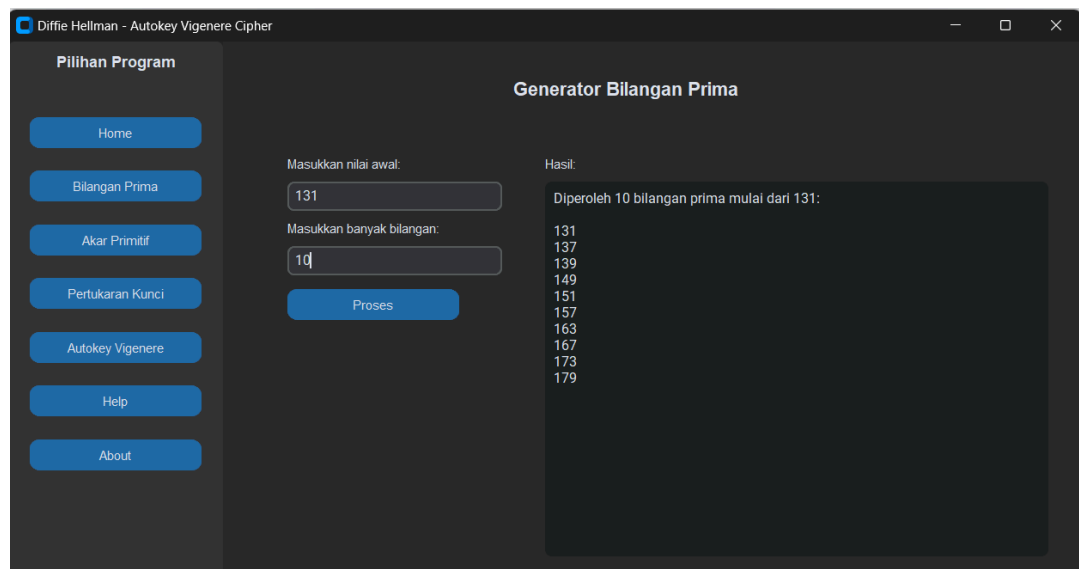 Diffie Hellman - Autokey Vigenere Cipher
Pilihan Program
Home
Bilangan Prima
Akar Primitif
Pertukaran Kunci
Autokey Vigenere
Help
About
Generator Bilangan Prima
Masukkan nilai awal:
131
Masukkan banyak bilangan:
10
Proses
Hasil:
Diperoleh 10 bilangan prima mulai dari 131:
131
137
139
149
151
157
163
167
173
179